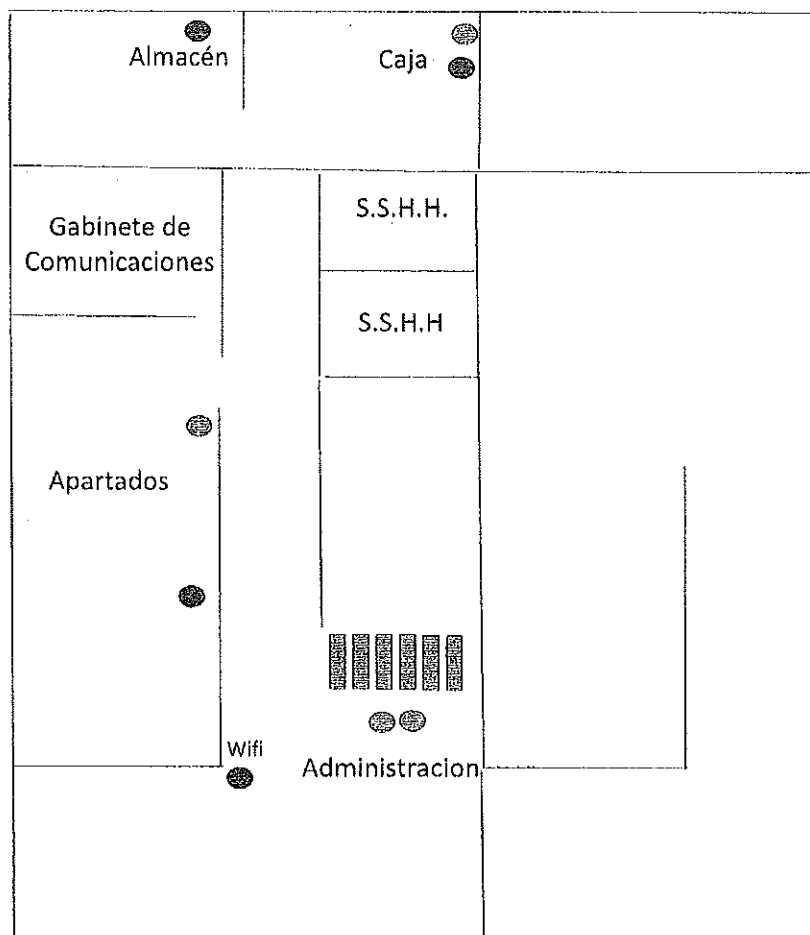 Almacén
Caja
S.S.H.H.
Gabinete de
Comunicaciones
S.S.H.H
Apartados
Wifi
Administracion